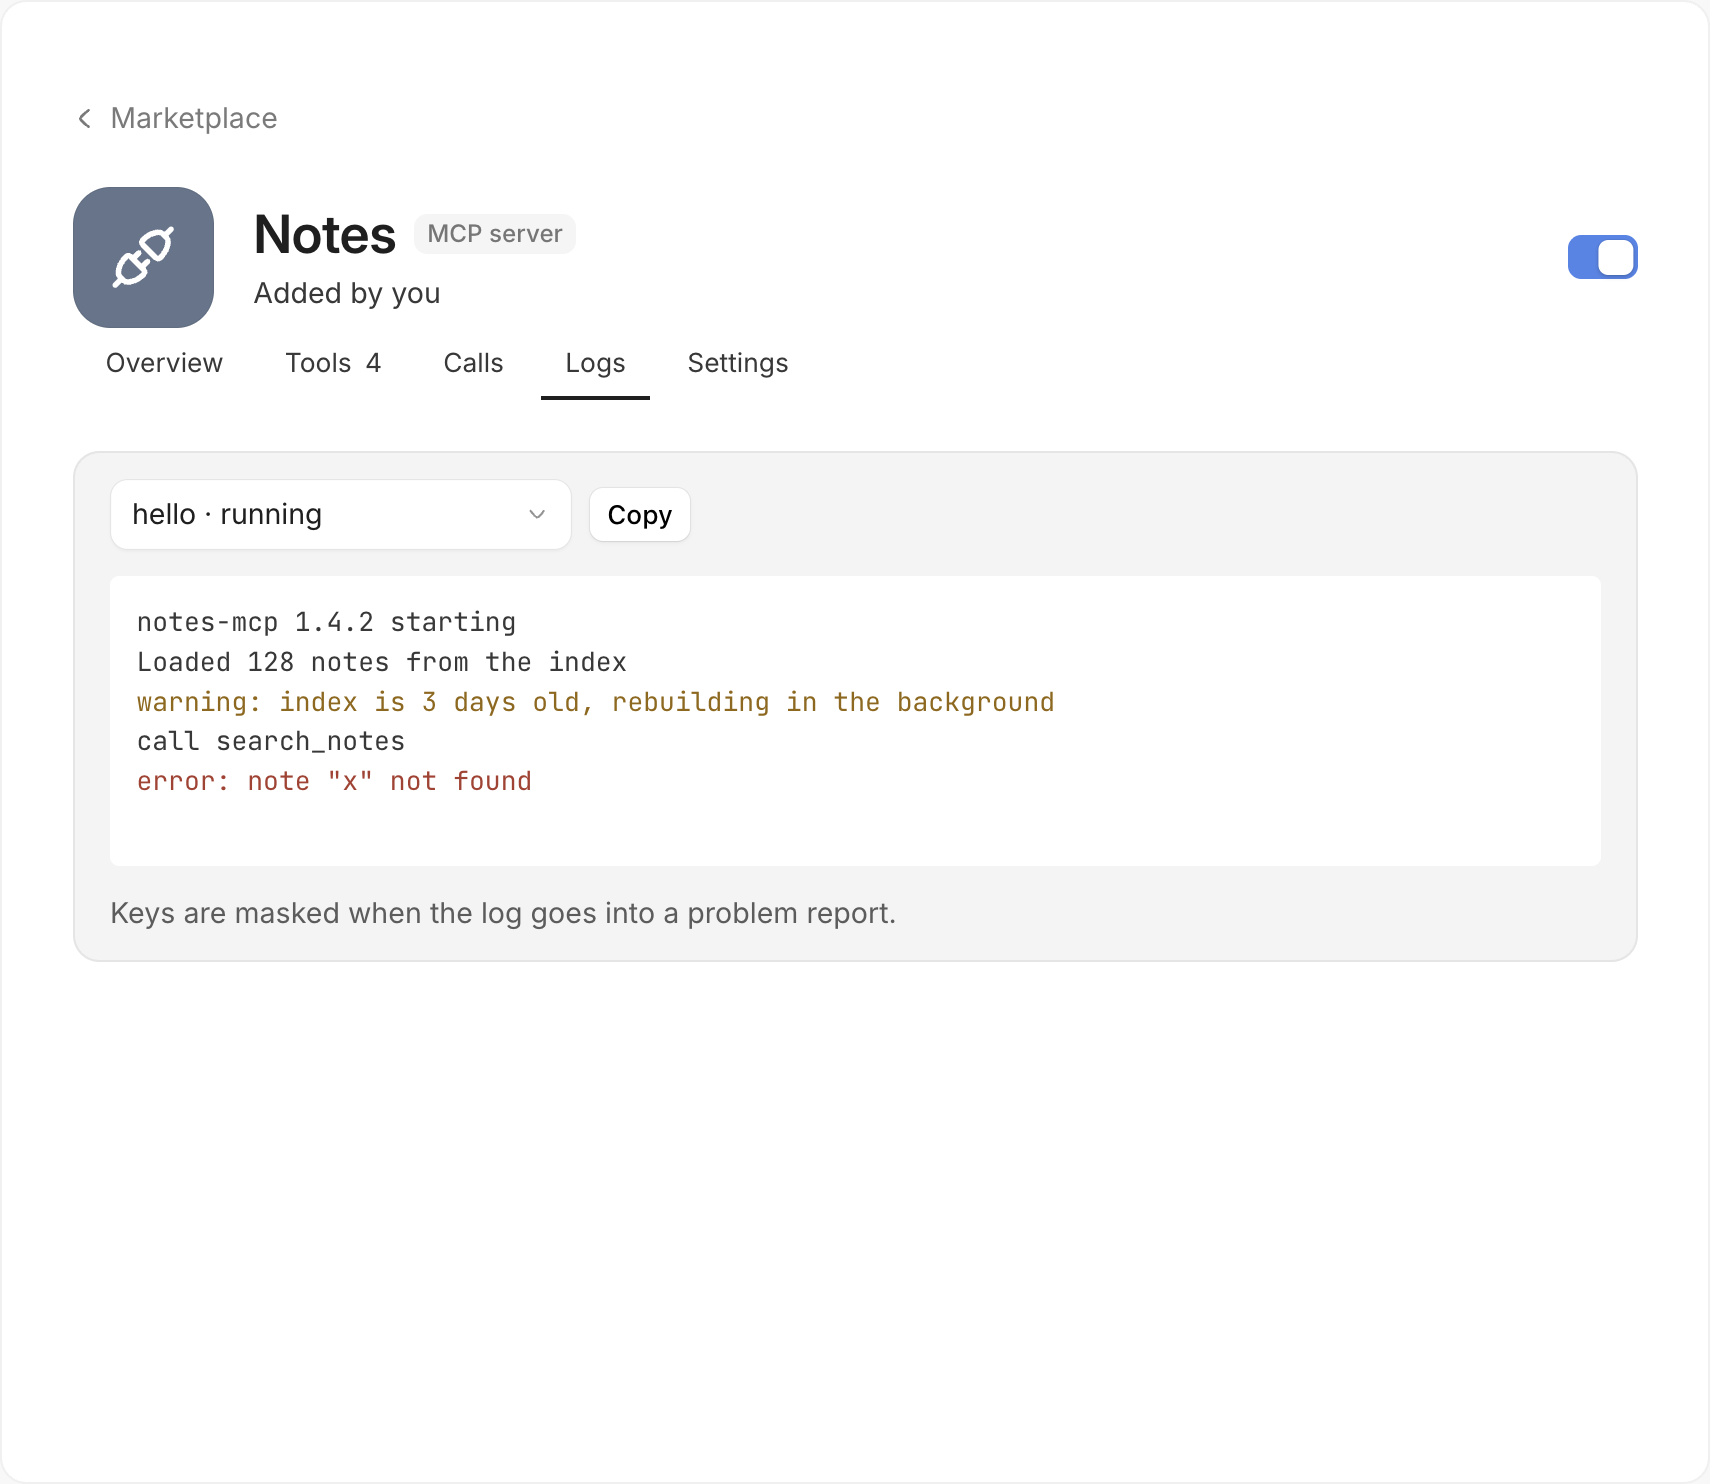 Marketplace
Notes MCP server
Added by you
Overview Tools 4 Calls Logs Settings
hello · running Copy
notes-mcp 1.4.2 starting
Loaded 128 notes from the index
warning: index is 3 days old, rebuilding in the background
call search_notes
error: note "x" not found
Keys are masked when the log goes into a problem report.